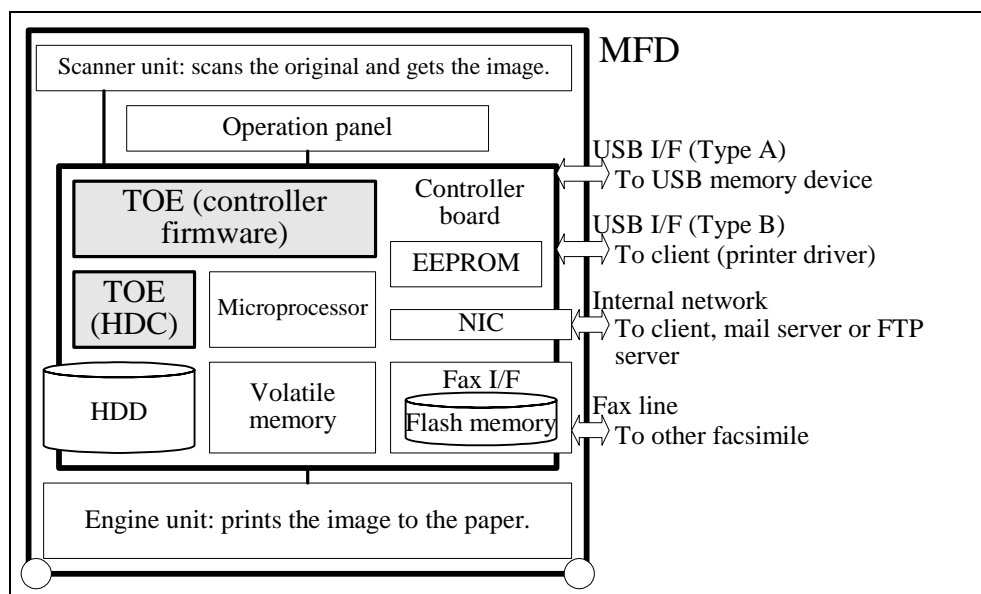 MFD
Scanner unit: scans the original and gets the image.
Operation panel
TOE (controller
firmware)
Controller
board
EEPROM
TOE
(HDC)
Microprocessor
NIC
HDD
Volatile
memory
Fax I/F
Flash memory
Engine unit: prints the image to the paper.
USB I/F (Type A)
To USB memory device
USB I/F (Type B)
To client (printer driver)
Internal network
To client, mail server or FTP
server
Fax line
To other facsimile